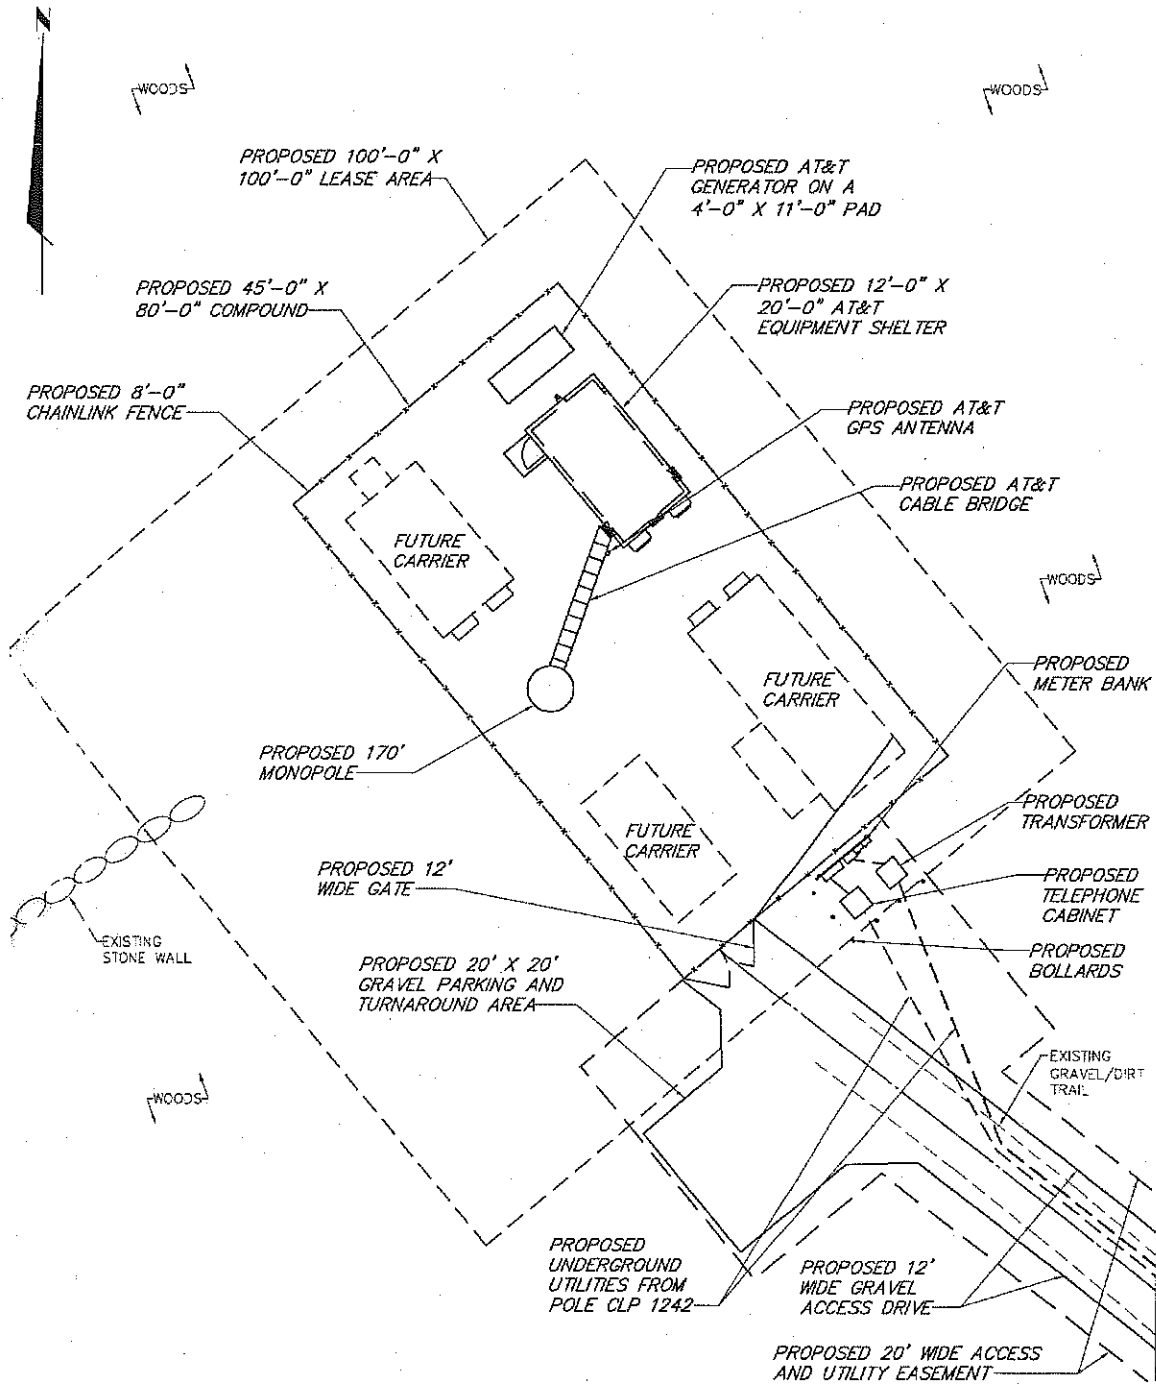 N
WOODS
WOODS
PROPOSED 100'-0" X
100'-0" LEASE AREA
PROPOSED AT&T
GENERATOR ON A
4'-0" X 11'-0" PAD
PROPOSED 45'-0" X
80'-0" COMPOUND
PROPOSED 12'-0" X
20'-0" AT&T
EQUIPMENT SHELTER
PROPOSED 8'-0"
CHAINLINK FENCE
PROPOSED AT&T
GPS ANTENNA
PROPOSED AT&T
CABLE BRIDGE
FUTURE
CARRIER
WOODS
PROPOSED
METER BANK
FUTURE
CARRIER
PROPOSED 170'
MONOPOLE
PROPOSED
TRANSFORMER
FUTURE
CARRIER
PROPOSED 12'
WIDE GATE
PROPOSED
TELEPHONE
CABINET
EXISTING
STONE WALL
PROPOSED
BOLLARDS
PROPOSED 20' X 20'
GRAVEL PARKING AND
TURNAROUND AREA
EXISTING
GRAVEL/DIRT
TRAIL
WOODS
PROPOSED
UNDERGROUND
UTILITIES FROM
POLE CLP 1242
PROPOSED 12'
WIDE GRAVEL
ACCESS DRIVE
PROPOSED 20' WIDE ACCESS
AND UTILITY EASEMENT